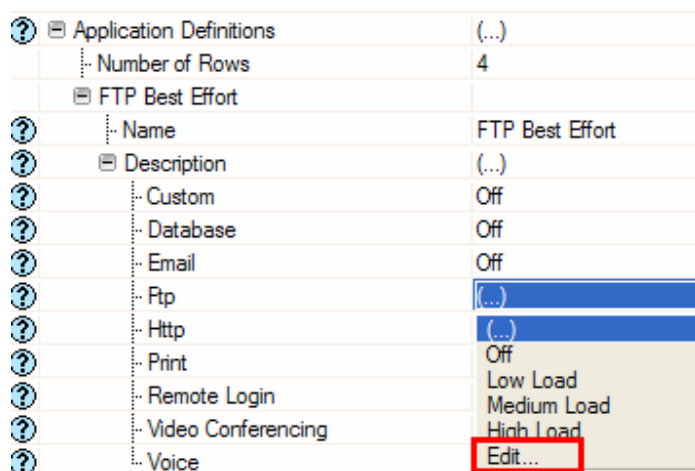 Application Definitions (...)
Number of Rows 4
FTP Best Effort
Name FTP Best Effort
Description (...)
Custom Off
Database Off
Email Off
Ftp (...)
Http (...)
Off
Print
Low Load
Remote Login Medium Load
Video Conferencing High Load
Voice Edit...